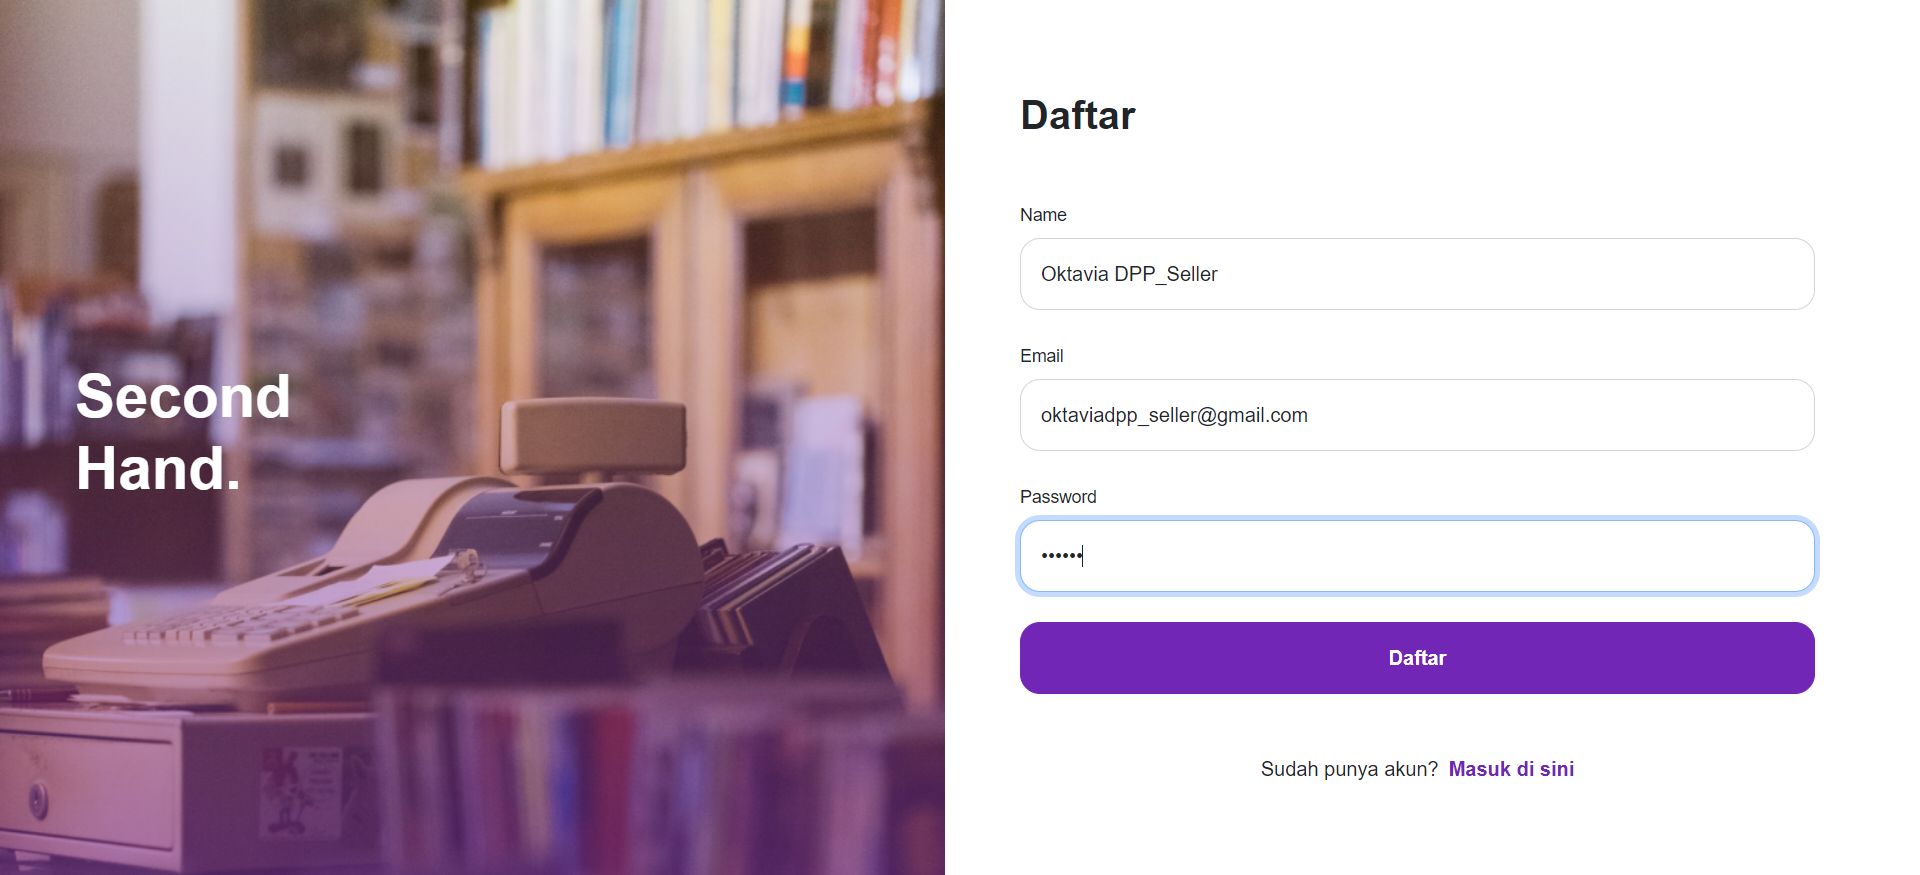 Second
Hand.
Daftar
Name
Oktavia DPP_Seller
Email
oktaviadpp_seller@gmail.com
Password
••••••
Daftar
Sudah punya akun? Masuk di sini